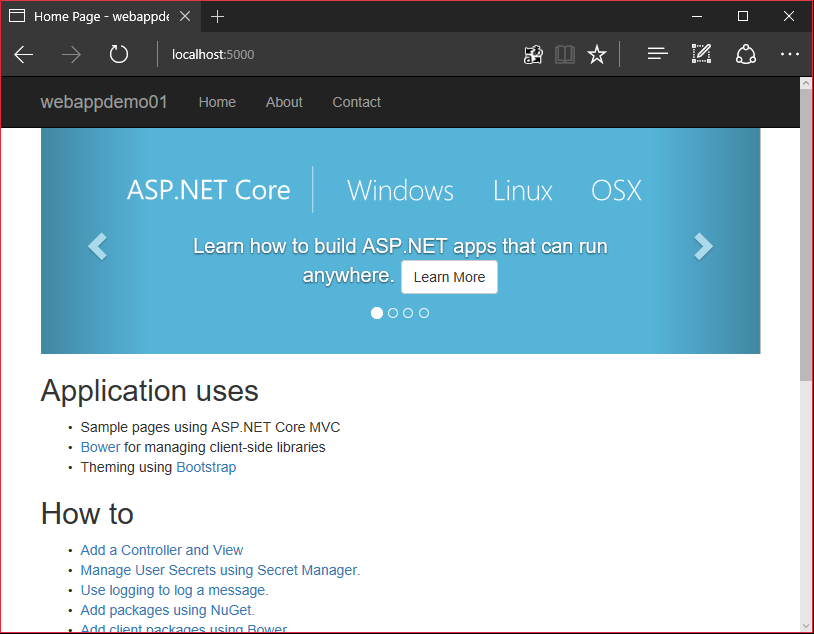 Home Page - webappde
localhost:5000
webappdemo01 Home About Contact
ASP.NET Core Windows Linux OSX
Learn how to build ASP.NET apps that can run
anywhere. Learn More
Application uses
• Sample pages using ASP.NET Core MVC
• Bower for managing client-side libraries
• Theming using Bootstrap
How to
• Add a Controller and View
• Manage User Secrets using Secret Manager.
• Use logging to log a message.
• Add packages using NuGet.
• Add client packages using Bower.